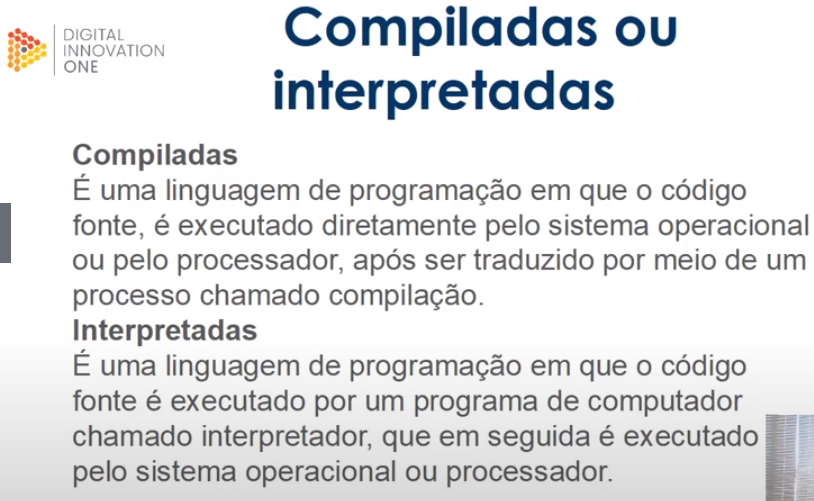 DIGITAL
INNOVATION
ONE
Compiladas ou
interpretadas
Compiladas
É uma linguagem de programação em que o código
fonte, é executado diretamente pelo sistema operacional
ou pelo processador, após ser traduzido por meio de um
processo chamado compilação.
Interpretadas
É uma linguagem de programação em que o código
fonte é executado por um programa de computador
chamado interpretador, que em seguida é executado
pelo sistema operacional ou processador.